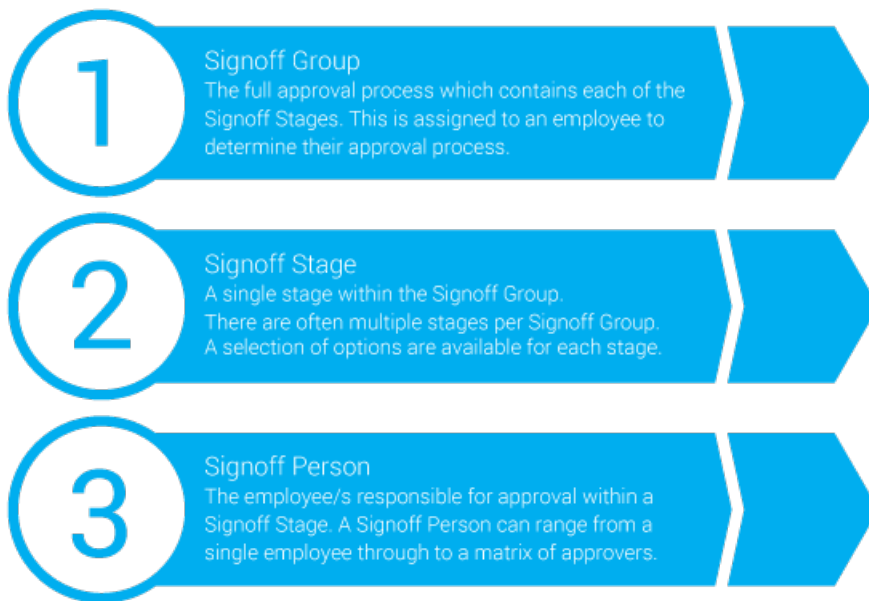 1
Signoff Group
The full approval process which contains each of the
Signoff Stages. This is assigned to an employee to
determine their approval process.
2
Signoff Stage
A single stage within the Signoff Group.
There are often multiple stages per Signoff Group.
A selection of options are available for each stage.
3
Signoff Person
The employee/s responsible for approval within a
Signoff Stage. A Signoff Person can range from a
single employee through to a matrix of approvers.